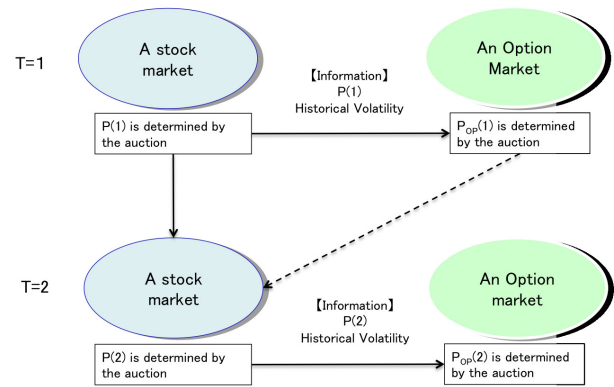 T=1
A stock
market
【Information】
P(1)
Historical Volatility
An Option
Market
P(1) is determined by
the auction
P_OP(1) is determined
by the auction
T=2
A stock
market
【Information】
P(2)
Historical Volatility
An Option
market
P(2) is determined by
the auction
P_OP(2) is determined
by the auction